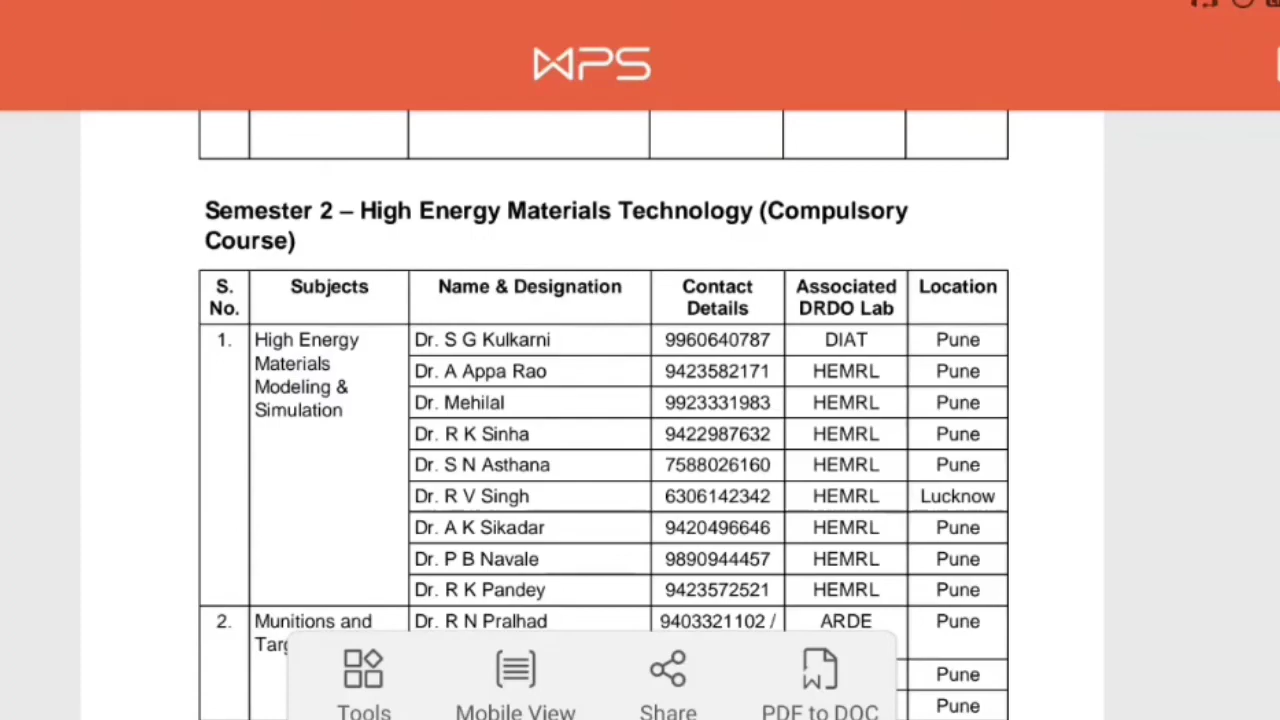 WPS
Semester 2 – High Energy Materials Technology (Compulsory
Course)
S. No. Subjects Name & Designation Contact Details Associated DRDO Lab Location
1. High Energy Materials Modeling & Simulation Dr. S G Kulkarni 9960640787 DIAT Pune
Dr. A Appa Rao 9423582171 HEMRL Pune
Dr. Mehilal 9923331983 HEMRL Pune
Dr. R K Sinha 9422987632 HEMRL Pune
Dr. S N Asthana 7588026160 HEMRL Pune
Dr. R V Singh 6306142342 HEMRL Lucknow
Dr. A K Sikadar 9420496646 HEMRL Pune
Dr. P B Navale 9890944457 HEMRL Pune
Dr. R K Pandey 9423572521 HEMRL Pune
2. Munitions and Dr. R N Pralhad 9403321102 / ARDE Pune
Pune
Pune
Tools Mobile View Share PDF to DOC